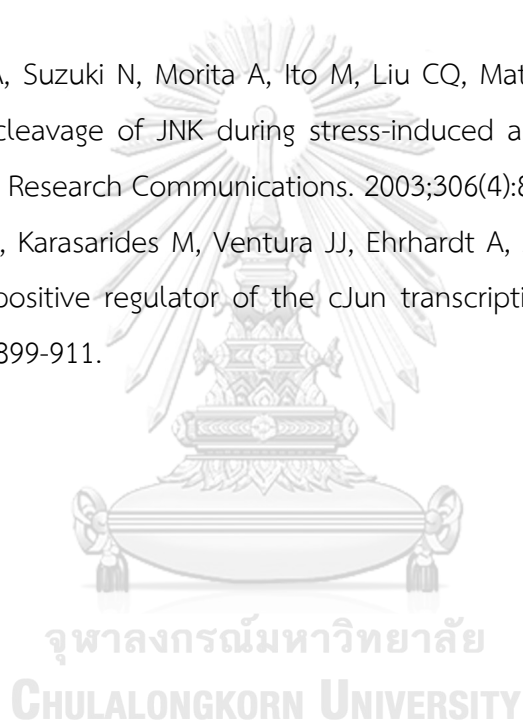 A, Suzuki N, Morita A, Ito M, Liu CQ, Mat
cleavage of JNK during stress-induced a
Research Communications. 2003;306(4):8
, Karasarides M, Ventura JJ, Ehrhardt A,
positive regulator of the cJun transcripti
899-911.
จุฬาลงกรณ์มหาวิทยาลัย
CHULALONGKORN UNIVERSITY